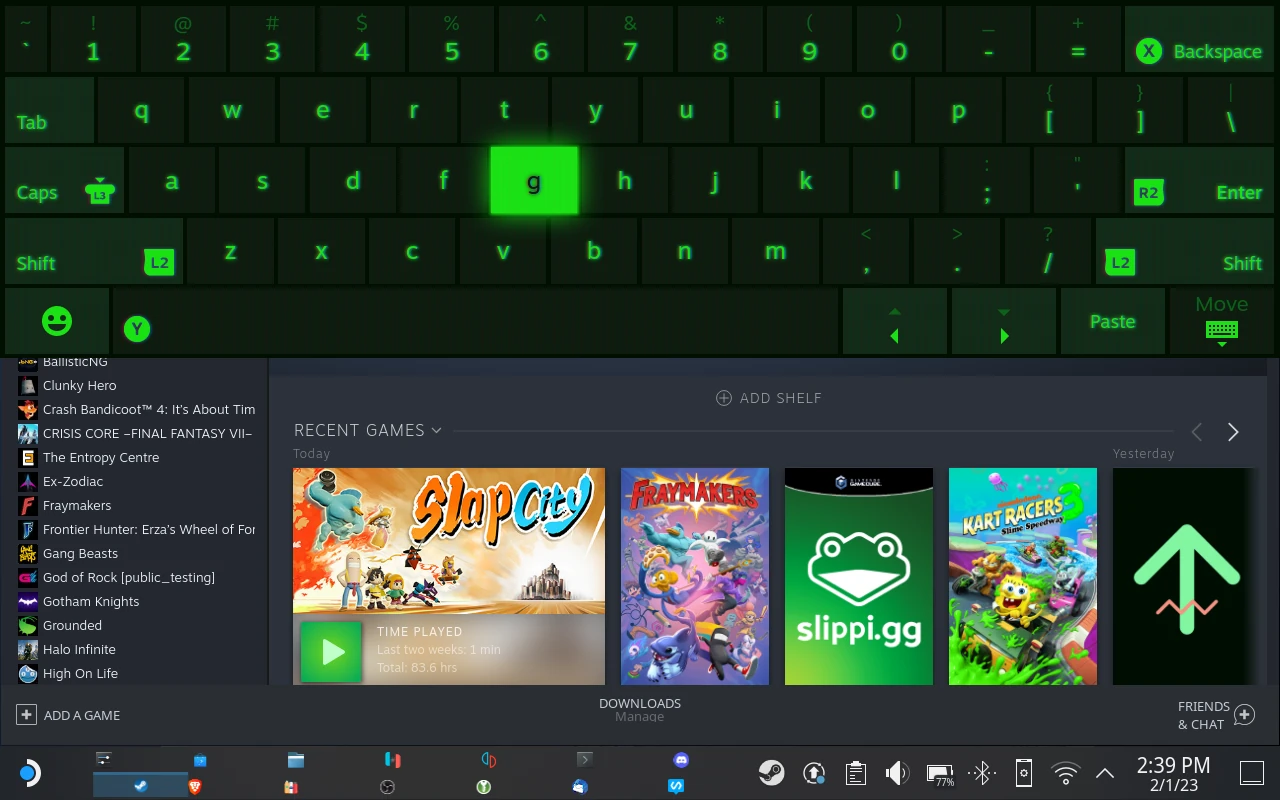 ~ ! @ # $ % ^ & * ( ) _ +
` 1 2 3 4 5 6 7 8 9 0 - = X Backspace
Tab q w e r t y u i o p { [ } ] | \
Caps L3 a s d f g h j k l : ; " ' R2 Enter
Shift L2 z x c v b n m < , > . ? / L2 Shift
Y Paste Move
BallisticNG
Clunky Hero
Crash Bandicoot™ 4: It's About Tim
CRISIS CORE –FINAL FANTASY VII–
The Entropy Centre
Ex-Zodiac
Fraymakers
Frontier Hunter: Erza's Wheel of For
Gang Beasts
God of Rock [public_testing]
Gotham Knights
Grounded
Halo Infinite
High On Life
ADD SHELF
RECENT GAMES
Today
Yesterday
Slap City
TIME PLAYED
Last two weeks: 1 min
Total: 83.6 hrs
FRAYMAKERS
NINTENDO
GAMECUBE
slippi.gg
nickelodeon
KART RACERS 3
Slime Speedway
ADD A GAME
DOWNLOADS
Manage
FRIENDS
& CHAT
77%
2:39 PM
2/1/23